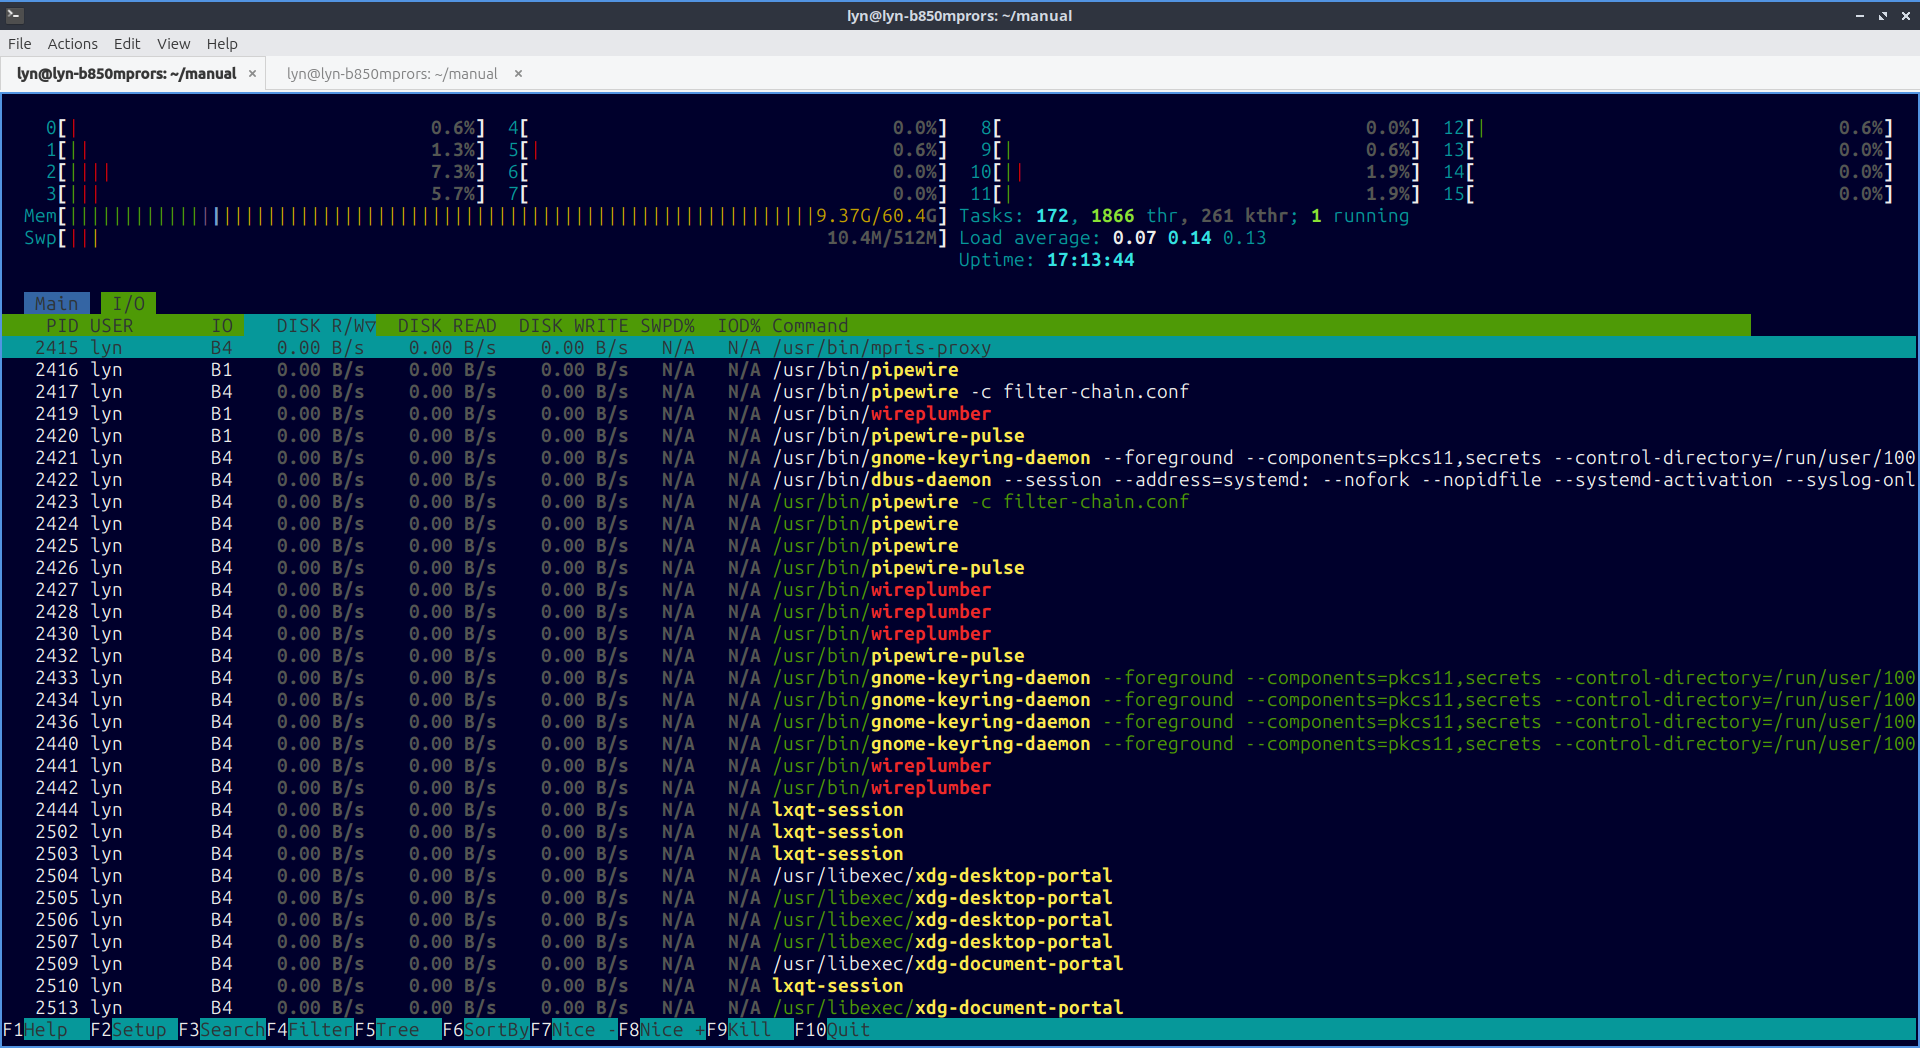 lyn@lyn-b850mprors: ~/manual
File Actions Edit View Help
lyn@lyn-b850mprors: ~/manual × lyn@lyn-b850mprors: ~/manual ×
0[| 0.6%] 4[ 0.0%] 8[ 0.0%] 12[| 0.6%]
1[|| 1.3%] 5[| 0.6%] 9[| 0.6%] 13[ 0.0%]
2[|||| 7.3%] 6[ 0.0%] 10[|| 1.9%] 14[ 0.0%]
3[||| 5.7%] 7[ 0.0%] 11[| 1.9%] 15[ 0.0%]
Mem[||||||||||||||||||||||||||||||||||||||||||||||||||||||||||||||||||||9.37G/60.4G] Tasks: 172, 1866 thr, 261 kthr; 1 running
Swp[||| 10.4M/512M] Load average: 0.07 0.14 0.13
Uptime: 17:13:44
Main I/O
PID USER IO DISK R/W▽ DISK READ DISK WRITE SWPD% IOD% Command
2415 lyn B4 0.00 B/s 0.00 B/s 0.00 B/s N/A N/A /usr/bin/mpris-proxy
2416 lyn B1 0.00 B/s 0.00 B/s 0.00 B/s N/A N/A /usr/bin/pipewire
2417 lyn B4 0.00 B/s 0.00 B/s 0.00 B/s N/A N/A /usr/bin/pipewire -c filter-chain.conf
2419 lyn B1 0.00 B/s 0.00 B/s 0.00 B/s N/A N/A /usr/bin/wireplumber
2420 lyn B1 0.00 B/s 0.00 B/s 0.00 B/s N/A N/A /usr/bin/pipewire-pulse
2421 lyn B4 0.00 B/s 0.00 B/s 0.00 B/s N/A N/A /usr/bin/gnome-keyring-daemon --foreground --components=pkcs11,secrets --control-directory=/run/user/100
2422 lyn B4 0.00 B/s 0.00 B/s 0.00 B/s N/A N/A /usr/bin/dbus-daemon --session --address=systemd: --nofork --nopidfile --systemd-activation --syslog-onl
2423 lyn B4 0.00 B/s 0.00 B/s 0.00 B/s N/A N/A /usr/bin/pipewire -c filter-chain.conf
2424 lyn B4 0.00 B/s 0.00 B/s 0.00 B/s N/A N/A /usr/bin/pipewire
2425 lyn B4 0.00 B/s 0.00 B/s 0.00 B/s N/A N/A /usr/bin/pipewire
2426 lyn B4 0.00 B/s 0.00 B/s 0.00 B/s N/A N/A /usr/bin/pipewire-pulse
2427 lyn B4 0.00 B/s 0.00 B/s 0.00 B/s N/A N/A /usr/bin/wireplumber
2428 lyn B4 0.00 B/s 0.00 B/s 0.00 B/s N/A N/A /usr/bin/wireplumber
2430 lyn B4 0.00 B/s 0.00 B/s 0.00 B/s N/A N/A /usr/bin/wireplumber
2432 lyn B4 0.00 B/s 0.00 B/s 0.00 B/s N/A N/A /usr/bin/pipewire-pulse
2433 lyn B4 0.00 B/s 0.00 B/s 0.00 B/s N/A N/A /usr/bin/gnome-keyring-daemon --foreground --components=pkcs11,secrets --control-directory=/run/user/100
2434 lyn B4 0.00 B/s 0.00 B/s 0.00 B/s N/A N/A /usr/bin/gnome-keyring-daemon --foreground --components=pkcs11,secrets --control-directory=/run/user/100
2436 lyn B4 0.00 B/s 0.00 B/s 0.00 B/s N/A N/A /usr/bin/gnome-keyring-daemon --foreground --components=pkcs11,secrets --control-directory=/run/user/100
2440 lyn B4 0.00 B/s 0.00 B/s 0.00 B/s N/A N/A /usr/bin/gnome-keyring-daemon --foreground --components=pkcs11,secrets --control-directory=/run/user/100
2441 lyn B4 0.00 B/s 0.00 B/s 0.00 B/s N/A N/A /usr/bin/wireplumber
2442 lyn B4 0.00 B/s 0.00 B/s 0.00 B/s N/A N/A /usr/bin/wireplumber
2444 lyn B4 0.00 B/s 0.00 B/s 0.00 B/s N/A N/A lxqt-session
2502 lyn B4 0.00 B/s 0.00 B/s 0.00 B/s N/A N/A lxqt-session
2503 lyn B4 0.00 B/s 0.00 B/s 0.00 B/s N/A N/A lxqt-session
2504 lyn B4 0.00 B/s 0.00 B/s 0.00 B/s N/A N/A /usr/libexec/xdg-desktop-portal
2505 lyn B4 0.00 B/s 0.00 B/s 0.00 B/s N/A N/A /usr/libexec/xdg-desktop-portal
2506 lyn B4 0.00 B/s 0.00 B/s 0.00 B/s N/A N/A /usr/libexec/xdg-desktop-portal
2507 lyn B4 0.00 B/s 0.00 B/s 0.00 B/s N/A N/A /usr/libexec/xdg-desktop-portal
2509 lyn B4 0.00 B/s 0.00 B/s 0.00 B/s N/A N/A /usr/libexec/xdg-document-portal
2510 lyn B4 0.00 B/s 0.00 B/s 0.00 B/s N/A N/A lxqt-session
2513 lyn B4 0.00 B/s 0.00 B/s 0.00 B/s N/A N/A /usr/libexec/xdg-document-portal
F1Help F2Setup F3SearchF4FilterF5Tree F6SortByF7Nice -F8Nice +F9Kill F10Quit